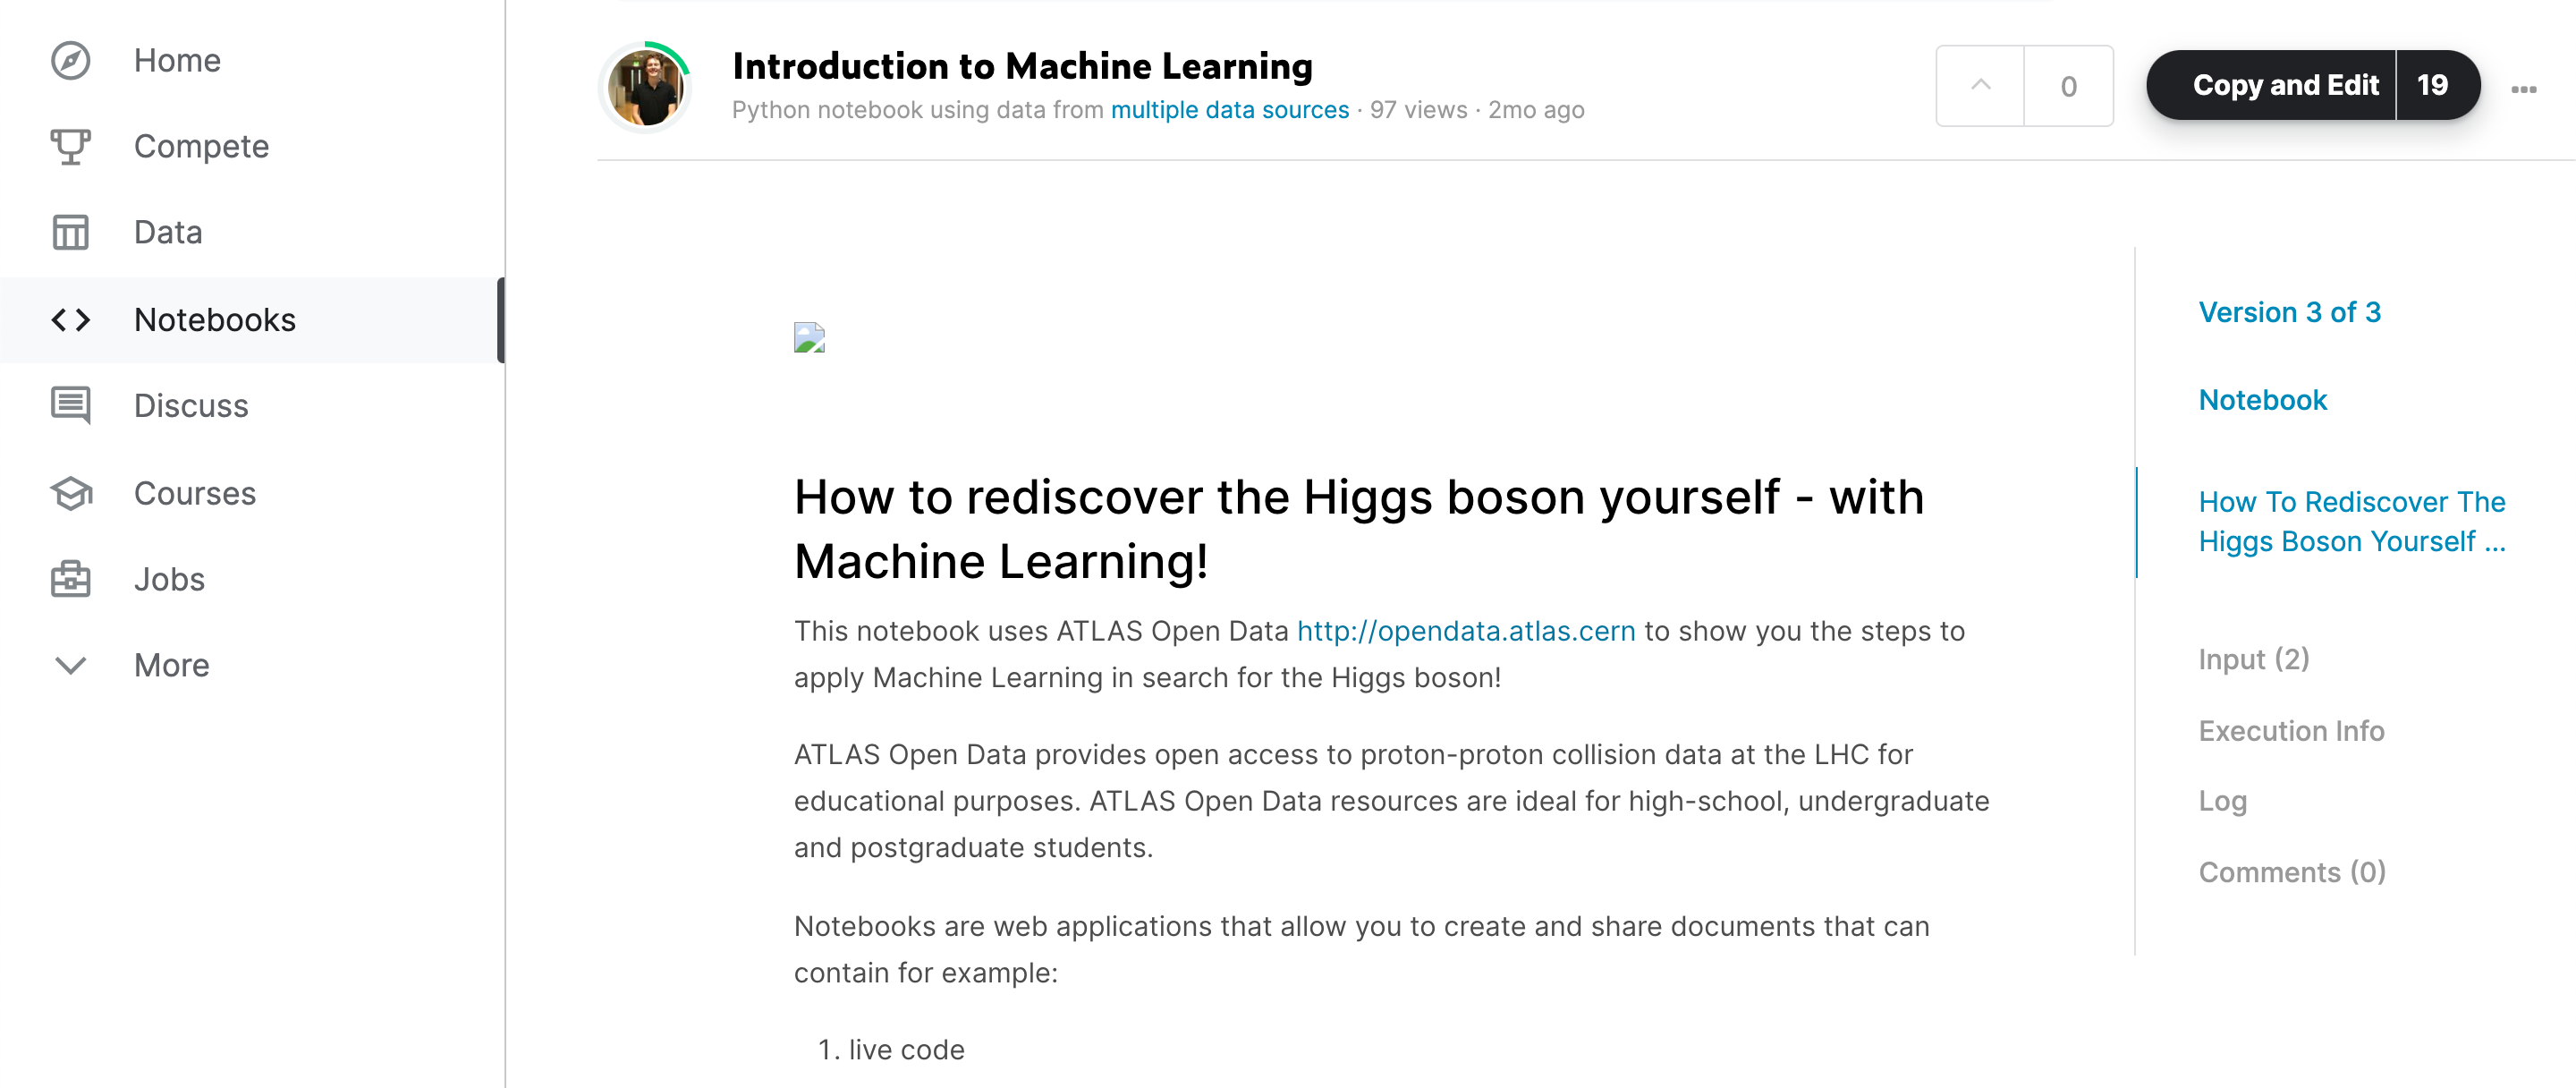 Home
Compete
Data
Notebooks
Discuss
Courses
Jobs
More
Introduction to Machine Learning
Python notebook using data from multiple data sources · 97 views · 2mo ago
0
Copy and Edit 19
How to rediscover the Higgs boson yourself - with
Machine Learning!
This notebook uses ATLAS Open Data http://opendata.atlas.cern to show you the steps to
apply Machine Learning in search for the Higgs boson!
ATLAS Open Data provides open access to proton-proton collision data at the LHC for
educational purposes. ATLAS Open Data resources are ideal for high-school, undergraduate
and postgraduate students.
Notebooks are web applications that allow you to create and share documents that can
contain for example:
1. live code
Version 3 of 3
Notebook
How To Rediscover The
Higgs Boson Yourself ...
Input (2)
Execution Info
Log
Comments (0)